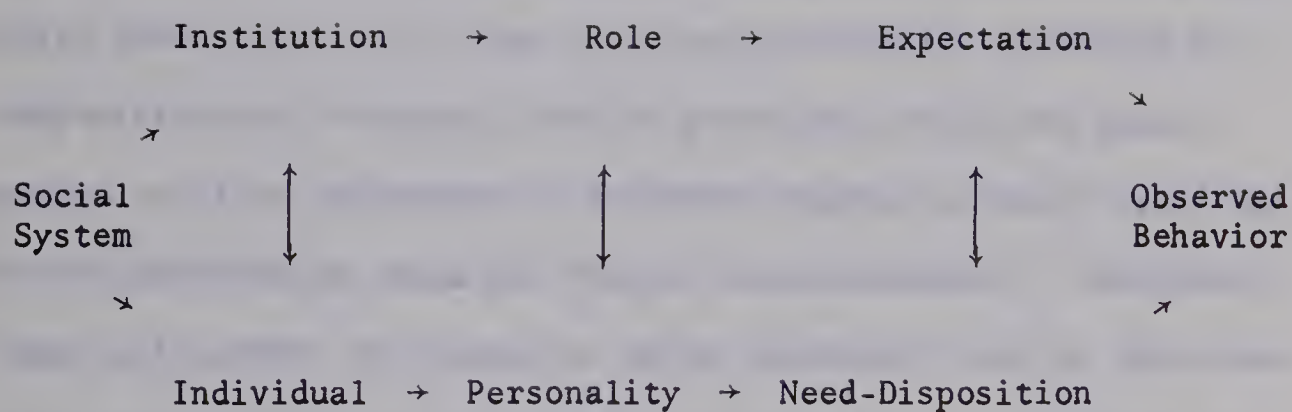 Institution → Role → Expectation
Social
System
Observed
Behavior
Individual → Personality → Need-Disposition